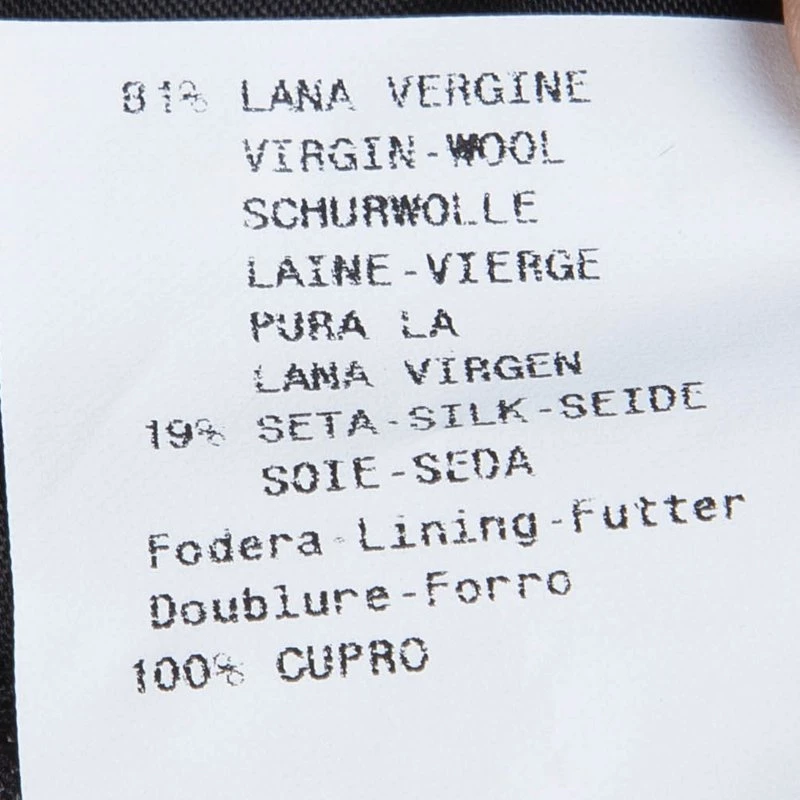 81% LANA VERGINE
VIRGIN-WOOL
SCHURWOLLE
LAINE-VIERGE
PURA LA
LANA VIRGEN
19% SETA-SILK-SEIDE
SOIE-SEDA
Fodera-Lining-Futter
Doublure-Forro
100% CUPRO